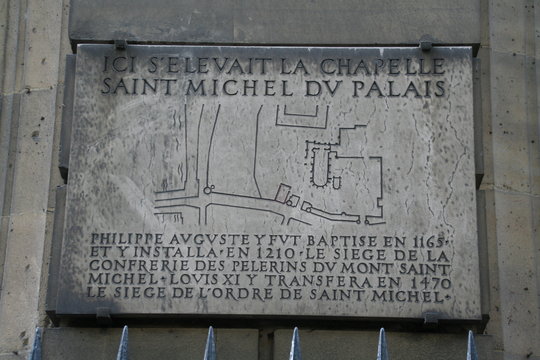 ICI S'ELEVAIT LA CHAPELLE
SAINT MICHEL DV PALAIS
PHILIPPE AVGVSTE Y FVT BAPTISE EN 1165·
ET Y INSTALLA · EN 1210 · LE SIEGE DE LA
CONFRERIE DES PELERINS DV MONT SAINT
MICHEL · LOVIS XI Y TRANSFERA EN 1470
LE SIEGE DE L'ORDRE DE SAINT MICHEL·